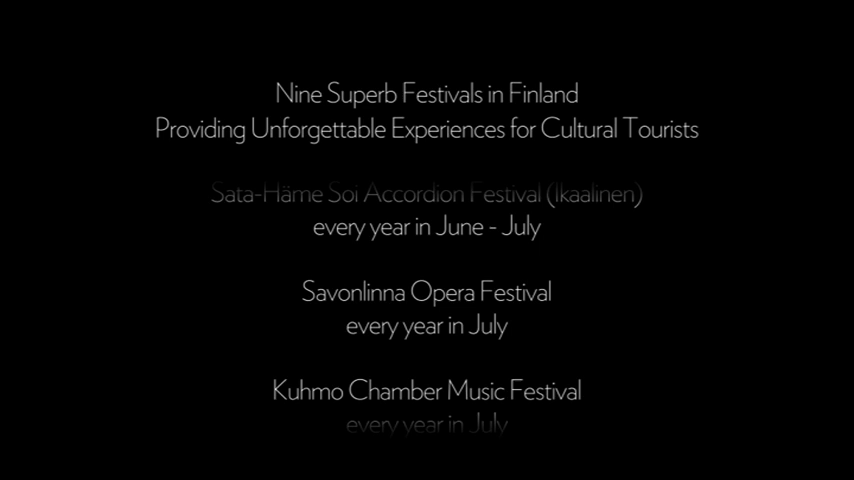 Nine Superb Festivals in Finland
Providing Unforgettable Experiences for Cultural Tourists
Sata-Häme Soi Accordion Festival (Ikaalinen)
every year in June - July
Savonlinna Opera Festival
every year in July
Kuhmo Chamber Music Festival
every year in July